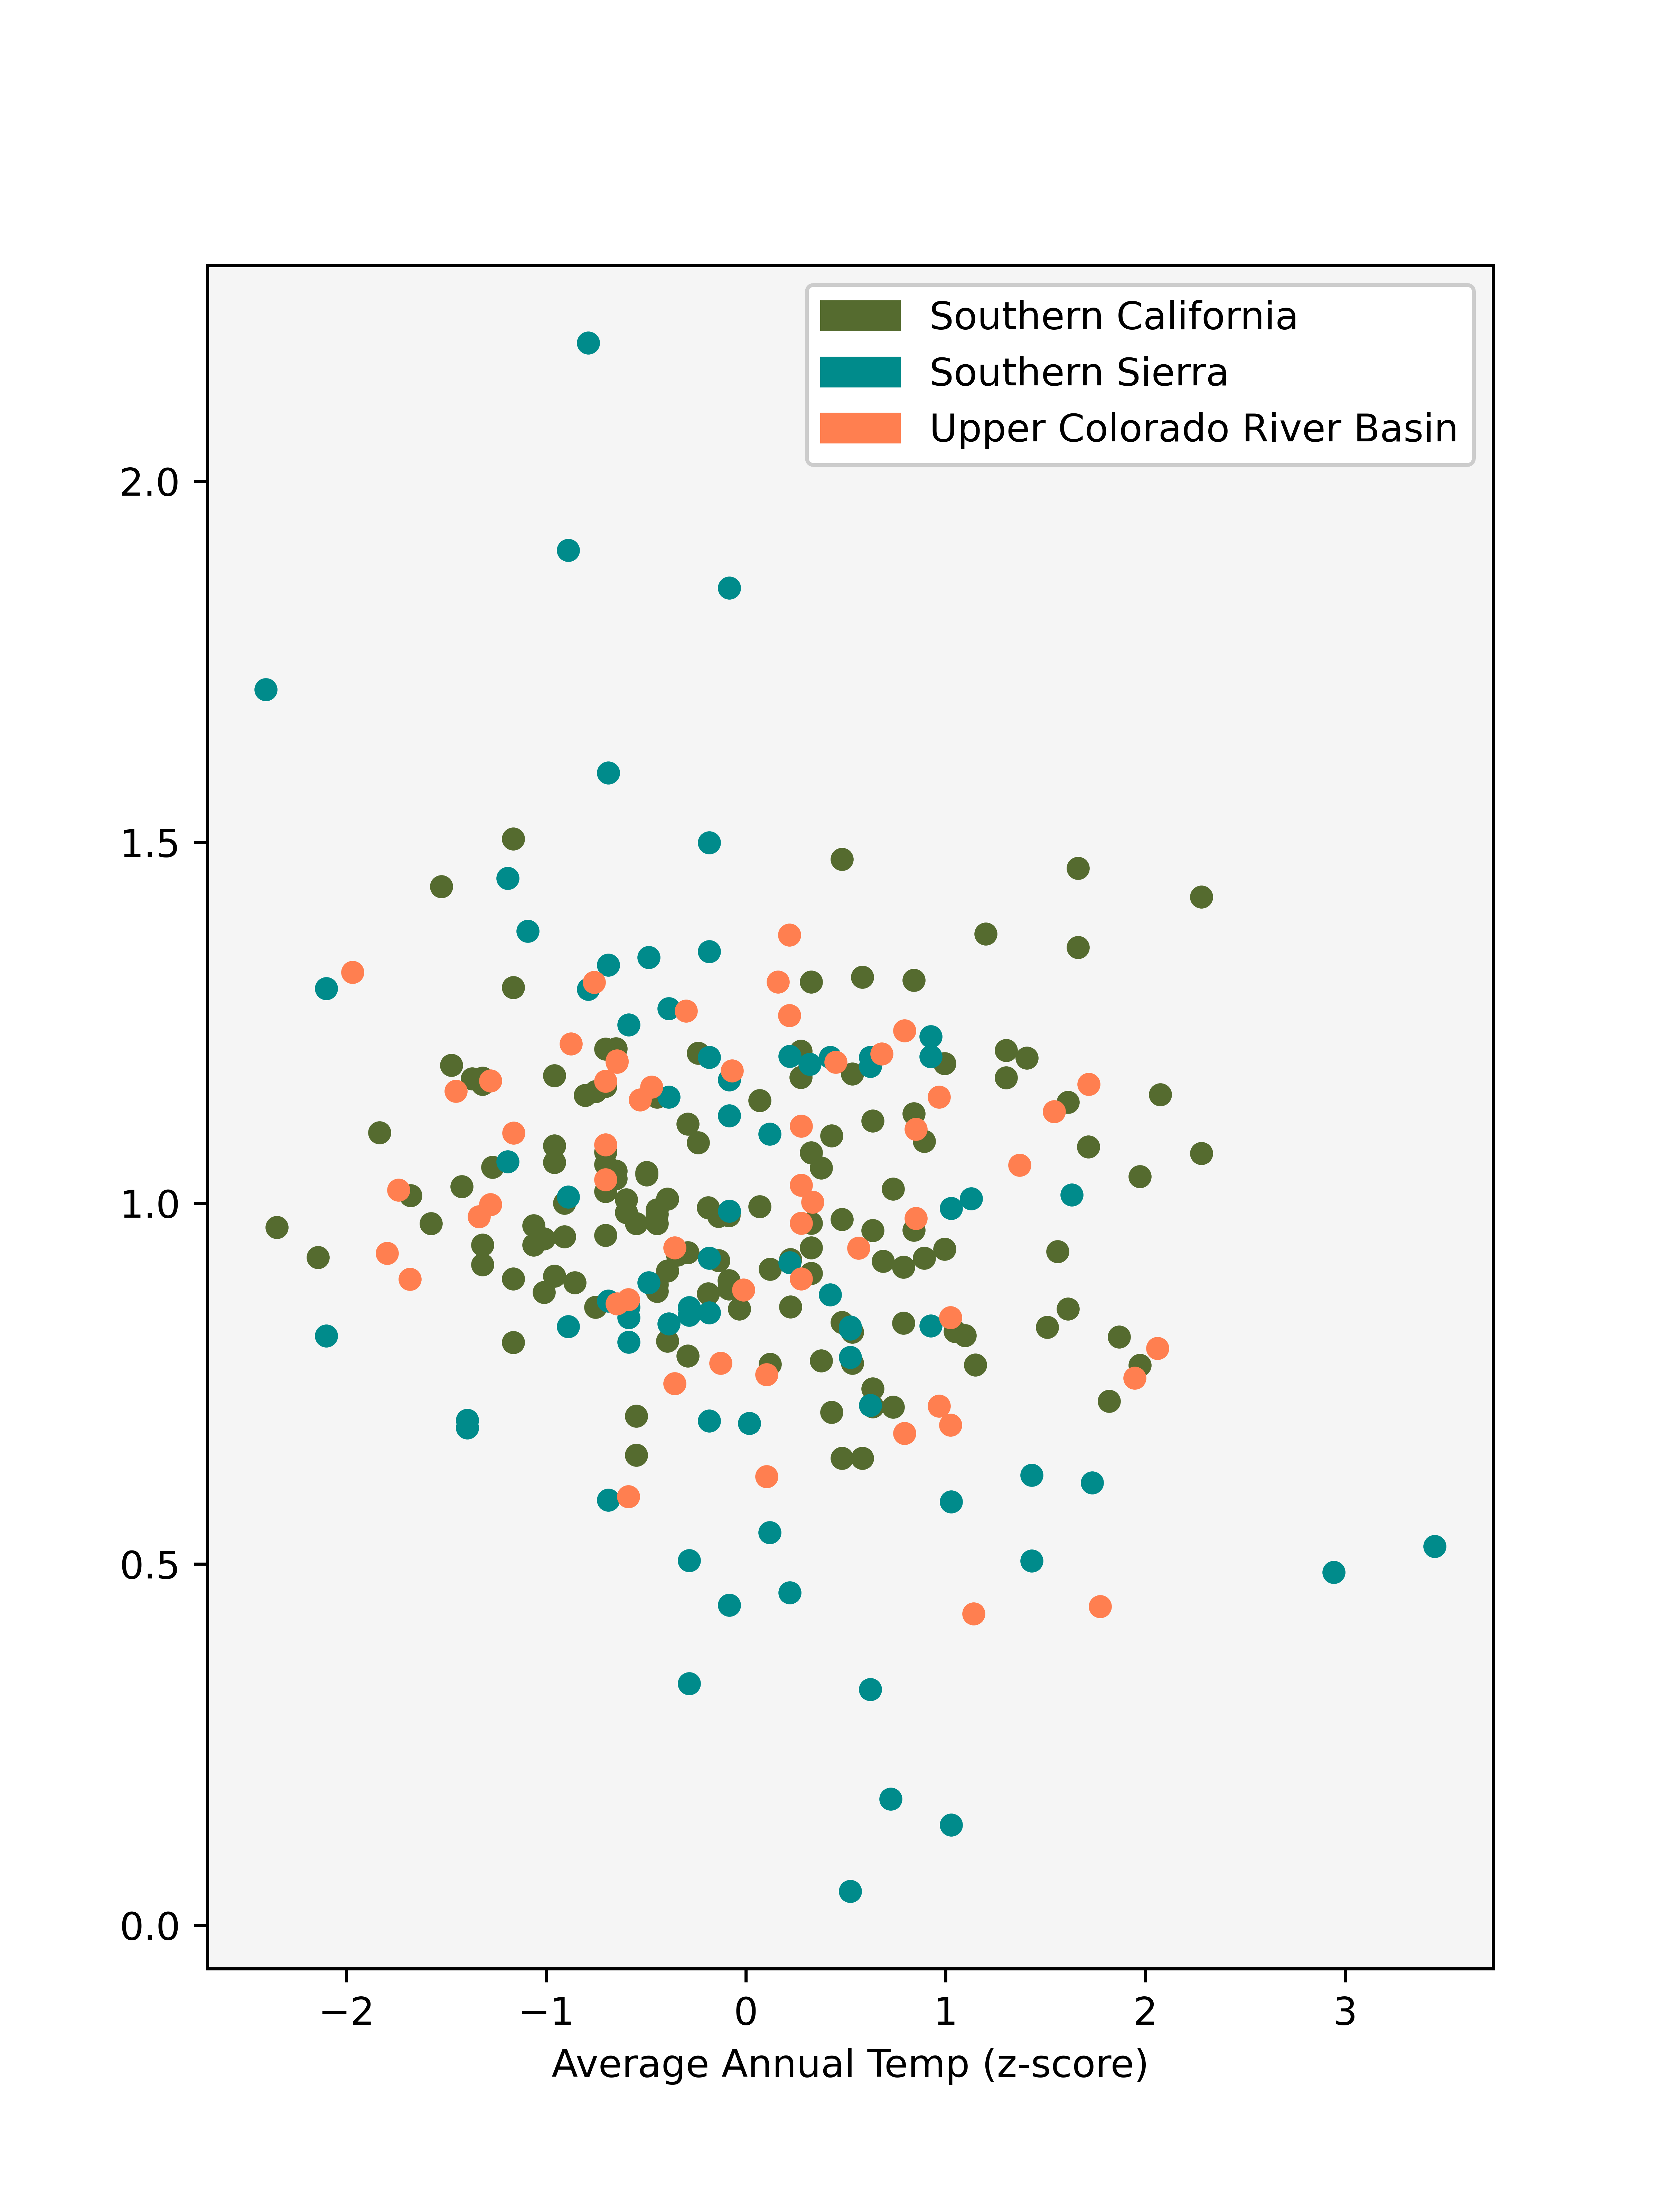 Southern California
Southern Sierra
Upper Colorado River Basin
2.0
1.5
1.0
0.5
0.0
−2 −1 0 1 2 3
Average Annual Temp (z-score)